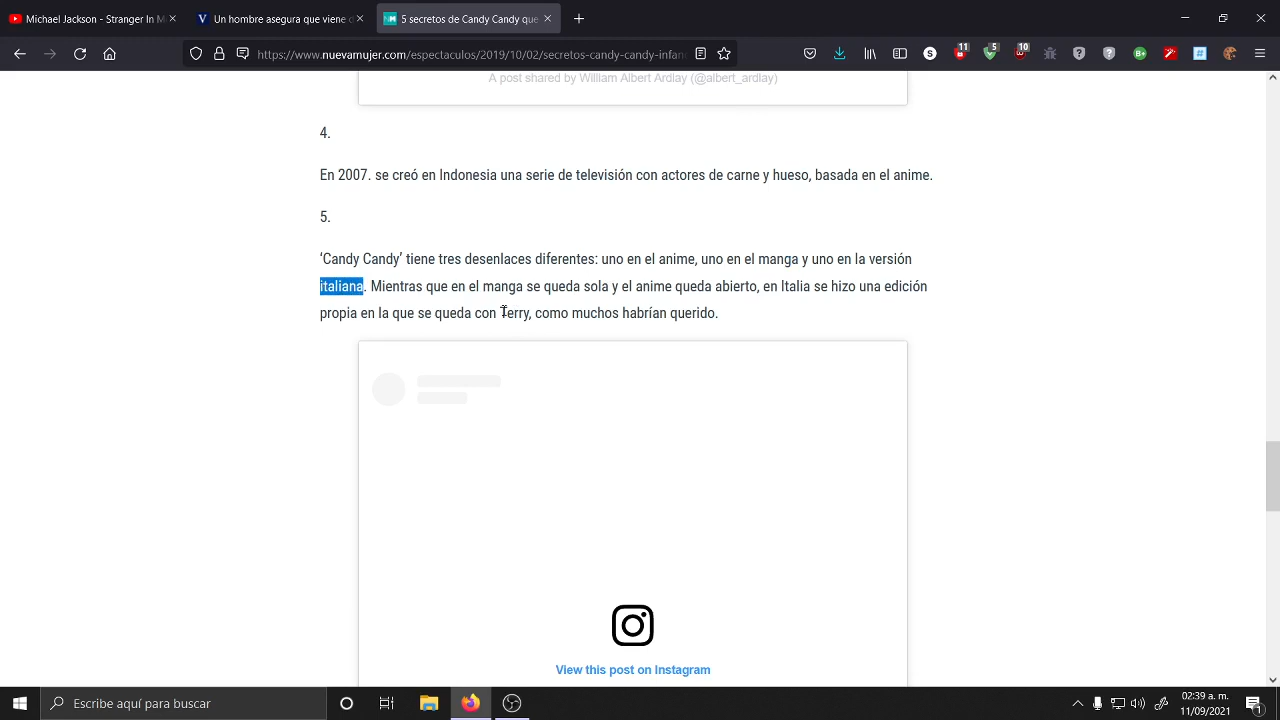 Michael Jackson - Stranger In M
Un hombre asegura que viene d
5 secretos de Candy Candy que
https://www.nuevamujer.com/espectaculos/2019/10/02/secretos-candy-candy-infan
11
5
10
A post shared by William Albert Ardlay (@albert_ardlay)
4.
En 2007. se creó en Indonesia una serie de televisión con actores de carne y hueso, basada en el anime.
5.
‘Candy Candy’ tiene tres desenlaces diferentes: uno en el anime, uno en el manga y uno en la versión
italiana. Mientras que en el manga se queda sola y el anime queda abierto, en Italia se hizo una edición
propia en la que se queda con Terry, como muchos habrían querido.
View this post on Instagram
Escribe aquí para buscar
02:39 a. m.
11/09/2021